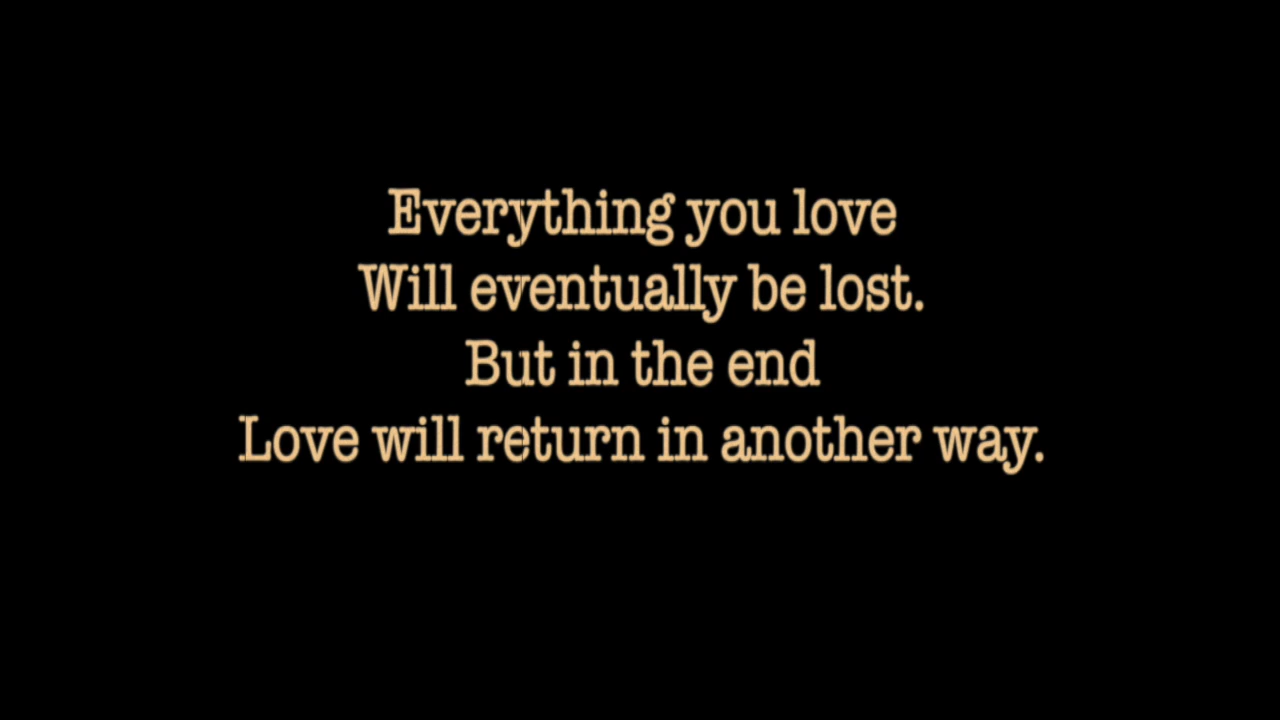 Everything you love
Will eventually be lost.
But in the end
Love will return in another way.